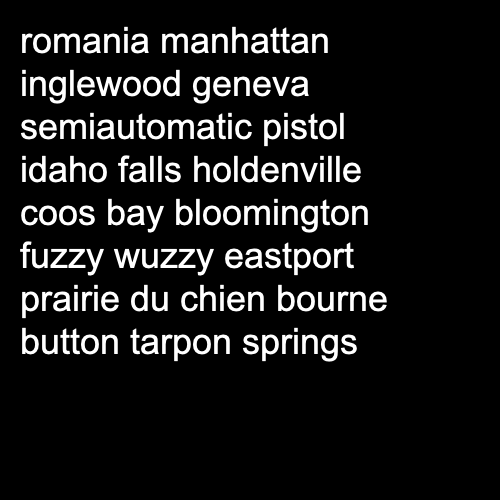 romania manhattan
inglewood geneva
semiautomatic pistol
idaho falls holdenville
coos bay bloomington
fuzzy wuzzy eastport
prairie du chien bourne
button tarpon springs